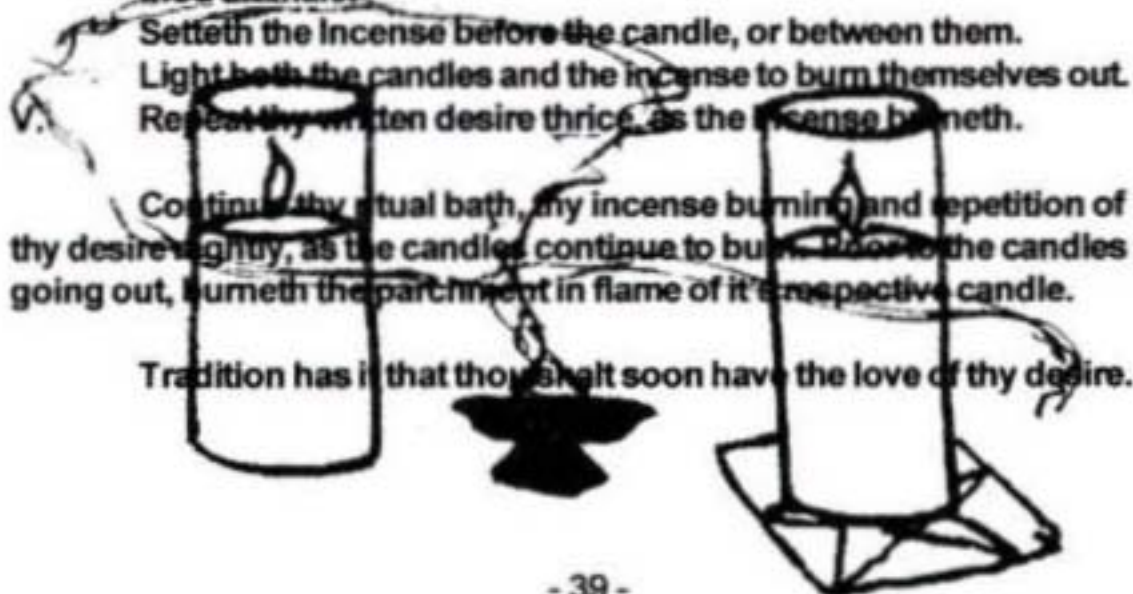 Setteth the Incense before the candle, or between them.
Light both the candles and the incense to burn themselves out.
Repeat thy written desire thrice, as the incense burneth.
Continue thy ritual bath, thy incense burning and repetition of
thy desire nightly, as the candles continue to burn. Prior to the candles
going out, burneth the parchment in flame of it's respective candle.
Tradition has it that thou shalt soon have the love of thy desire.
- 39 -